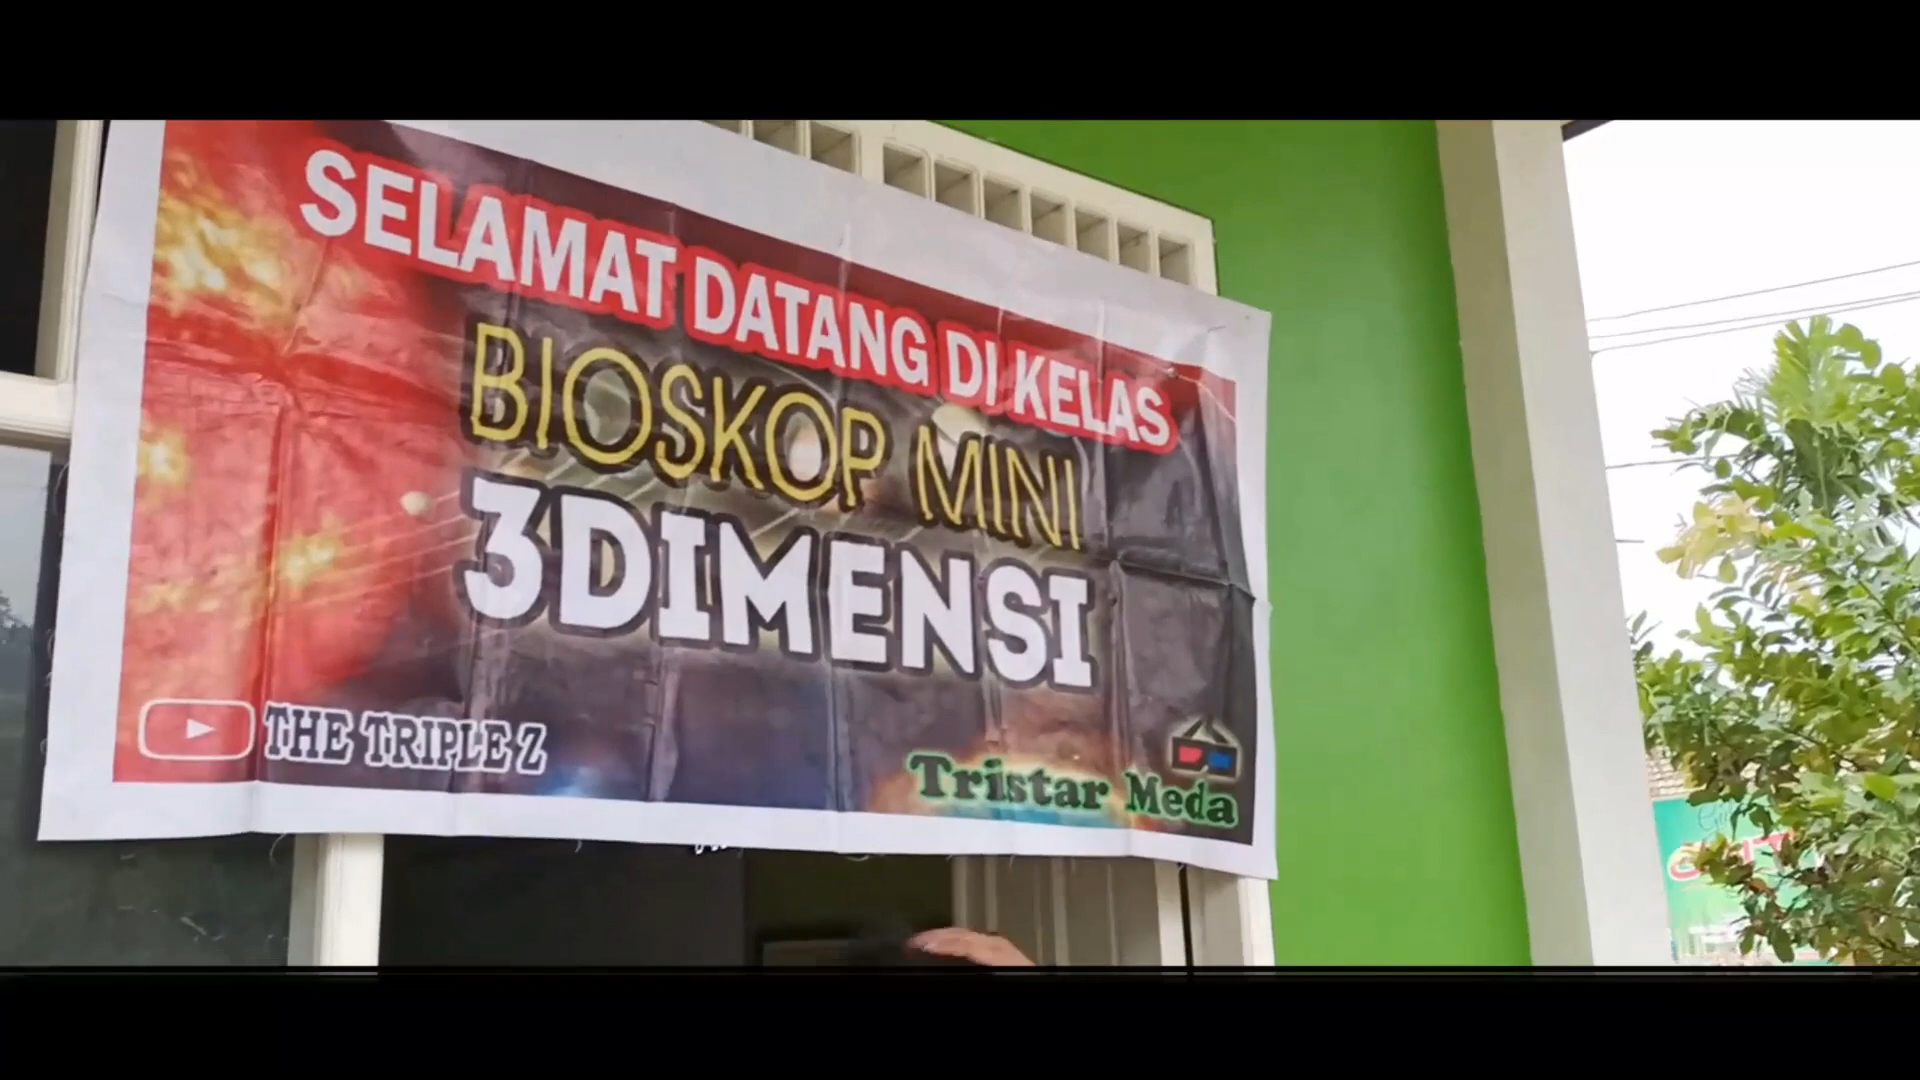 SELAMAT DATANG DI KELAS
BIOSKOP MINI
3DIMENSI
THE TRIPLE Z
Tristar Meda